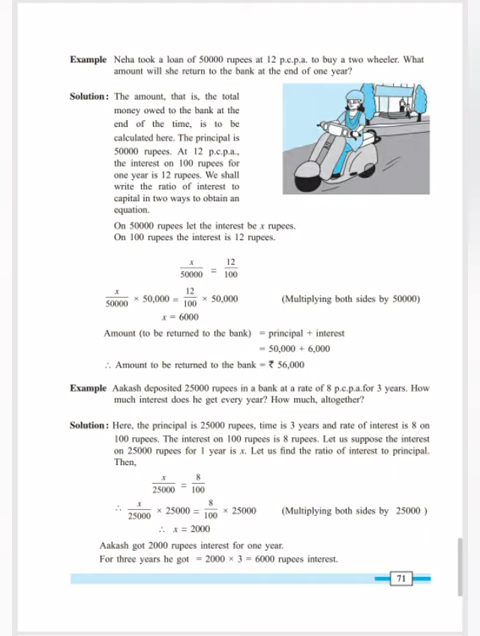 Example Neha took a loan of 50000 rupees at 12 p.c.p.a. to buy a two wheeler. What
amount will she return to the bank at the end of one year?
Solution : The amount, that is, the total
money owed to the bank at the
end of the time, is to be
calculated here. The principal is
50000 rupees. At 12 p.c.p.a.,
the interest on 100 rupees for
one year is 12 rupees. We shall
write the ratio of interest to
capital in two ways to obtain an
equation.
On 50000 rupees let the interest be x rupees.
On 100 rupees the interest is 12 rupees.
x/50000 = 12/100
x/50000 × 50,000 = 12/100 × 50,000 (Multiplying both sides by 50000)
x = 6000
Amount (to be returned to the bank) = principal + interest
= 50,000 + 6,000
∴ Amount to be returned to the bank = ₹ 56,000
Example Aakash deposited 25000 rupees in a bank at a rate of 8 p.c.p.a.for 3 years. How
much interest does he get every year? How much, altogether?
Solution : Here, the principal is 25000 rupees, time is 3 years and rate of interest is 8 on
100 rupees. The interest on 100 rupees is 8 rupees. Let us suppose the interest
on 25000 rupees for 1 year is x. Let us find the ratio of interest to principal.
Then,
x/25000 = 8/100
∴ x/25000 × 25000 = 8/100 × 25000 (Multiplying both sides by 25000 )
∴ x = 2000
Aakash got 2000 rupees interest for one year.
For three years he got = 2000 × 3 = 6000 rupees interest.
71